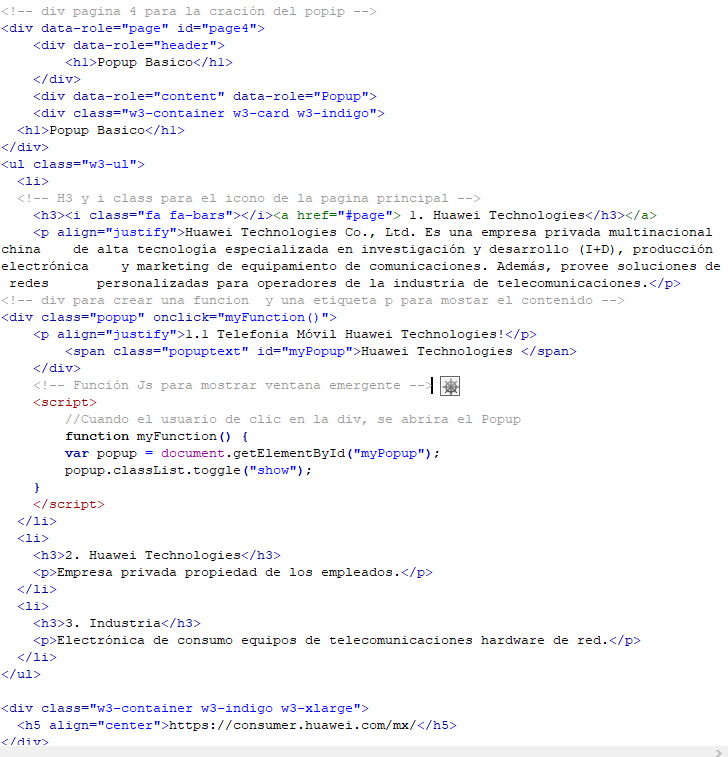 <!-- div pagina 4 para la cración del popip -->
<div data-role="page" id="page4">
    <div data-role="header">
        <h1>Popup Basico</h1>
    </div>
    <div data-role="content" data-role="Popup">
    <div class="w3-container w3-card w3-indigo">
  <h1>Popup Basico</h1>
</div>
<ul class="w3-ul">
  <li>
  <!-- H3 y i class para el icono de la pagina principal -->
    <h3><i class="fa fa-bars"></i><a href="#page"> 1. Huawei Technologies</h3></a>
    <p align="justify">Huawei Technologies Co., Ltd. Es una empresa privada multinacional
china    de alta tecnología especializada en investigación y desarrollo (I+D), producción
electrónica    y marketing de equipamiento de comunicaciones. Además, provee soluciones de
 redes      personalizadas para operadores de la industria de telecomunicaciones.</p>
<!-- div para crear una funcion  y una etiqueta p para mostar el contenido -->
<div class="popup" onclick="myFunction()">
    <p align="justify">1.1 Telefonia Móvil Huawei Technologies!</p>
        <span class="popuptext" id="myPopup">Huawei Technologies </span>
    </div>
    <!-- Función Js para mostrar ventana emergente -->
    <script>
        //Cuando el usuario de clic en la div, se abrira el Popup
        function myFunction() {
        var popup = document.getElementById("myPopup");
        popup.classList.toggle("show");
    }
    </script>
  </li>
  <li>
    <h3>2. Huawei Technologies</h3>
    <p>Empresa privada propiedad de los empleados.</p>
  </li>
  <li>
    <h3>3. Industria</h3>
    <p>Electrónica de consumo equipos de telecomunicaciones hardware de red.</p>
  </li>
</ul>

<div class="w3-container w3-indigo w3-xlarge">
  <h5 align="center">https://consumer.huawei.com/mx/</h5>
</div>